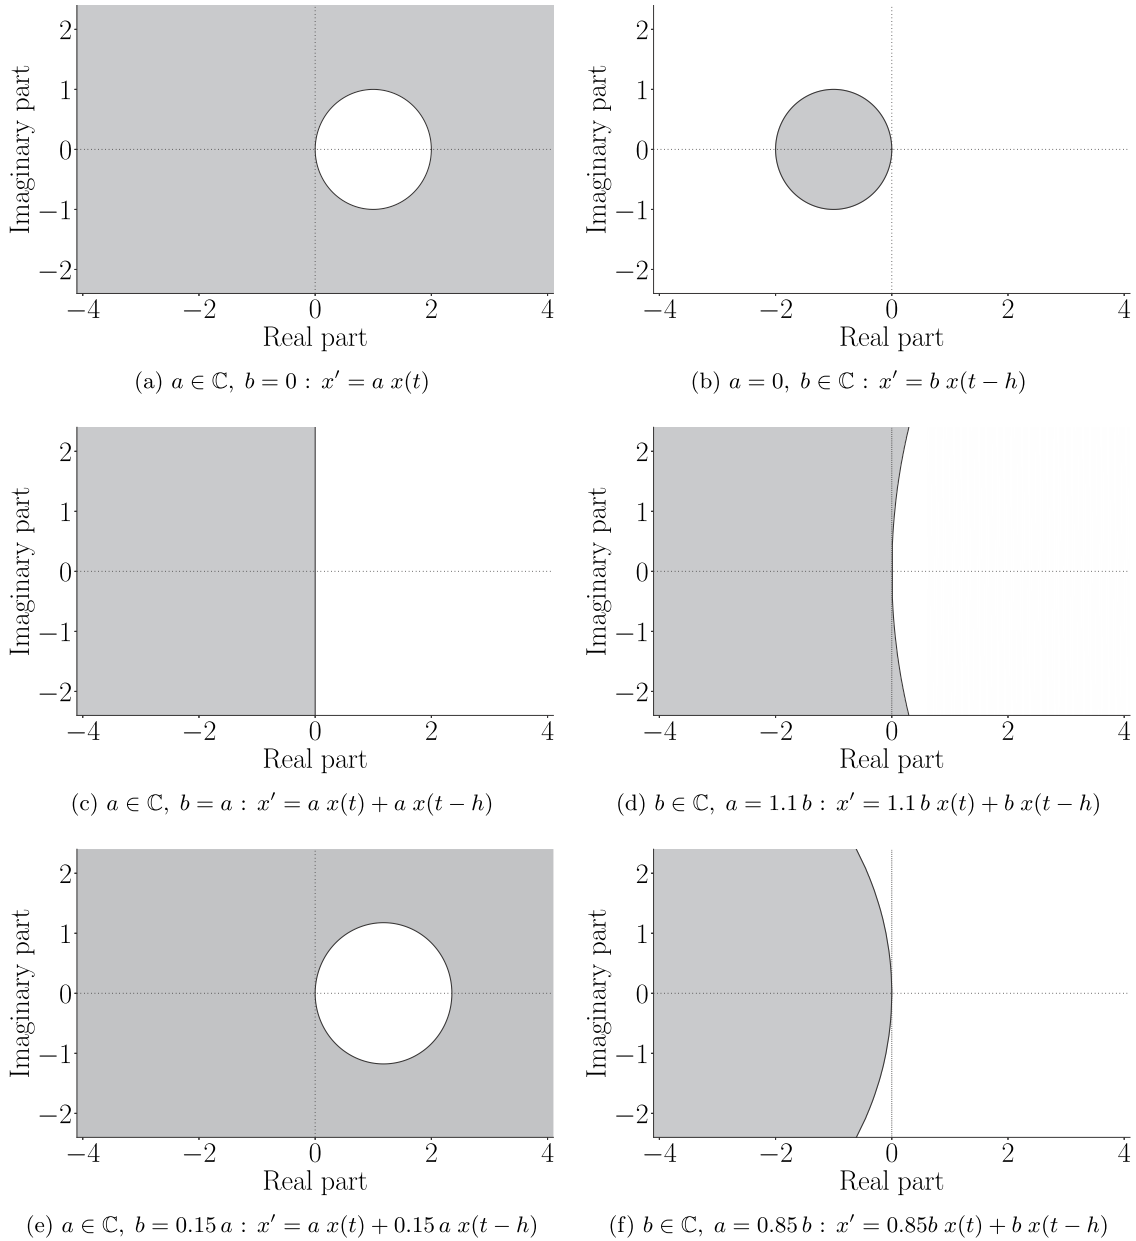 2
1
0
−1
−2
−4 −2 0 2 4
Imaginary part
Real part
(a) a ∈ ℂ, b = 0 : x′ = a x(t)
2
1
0
−1
−2
−4 −2 0 2 4
Imaginary part
Real part
(b) a = 0, b ∈ ℂ : x′ = b x(t − h)
2
1
0
−1
−2
−4 −2 0 2 4
Imaginary part
Real part
(c) a ∈ ℂ, b = a : x′ = a x(t) + a x(t − h)
2
1
0
−1
−2
−4 −2 0 2 4
Imaginary part
Real part
(d) b ∈ ℂ, a = 1.1 b : x′ = 1.1 b x(t) + b x(t − h)
2
1
0
−1
−2
−4 −2 0 2 4
Imaginary part
Real part
(e) a ∈ ℂ, b = 0.15 a : x′ = a x(t) + 0.15 a x(t − h)
2
1
0
−1
−2
−4 −2 0 2 4
Imaginary part
Real part
(f) b ∈ ℂ, a = 0.85 b : x′ = 0.85b x(t) + b x(t − h)